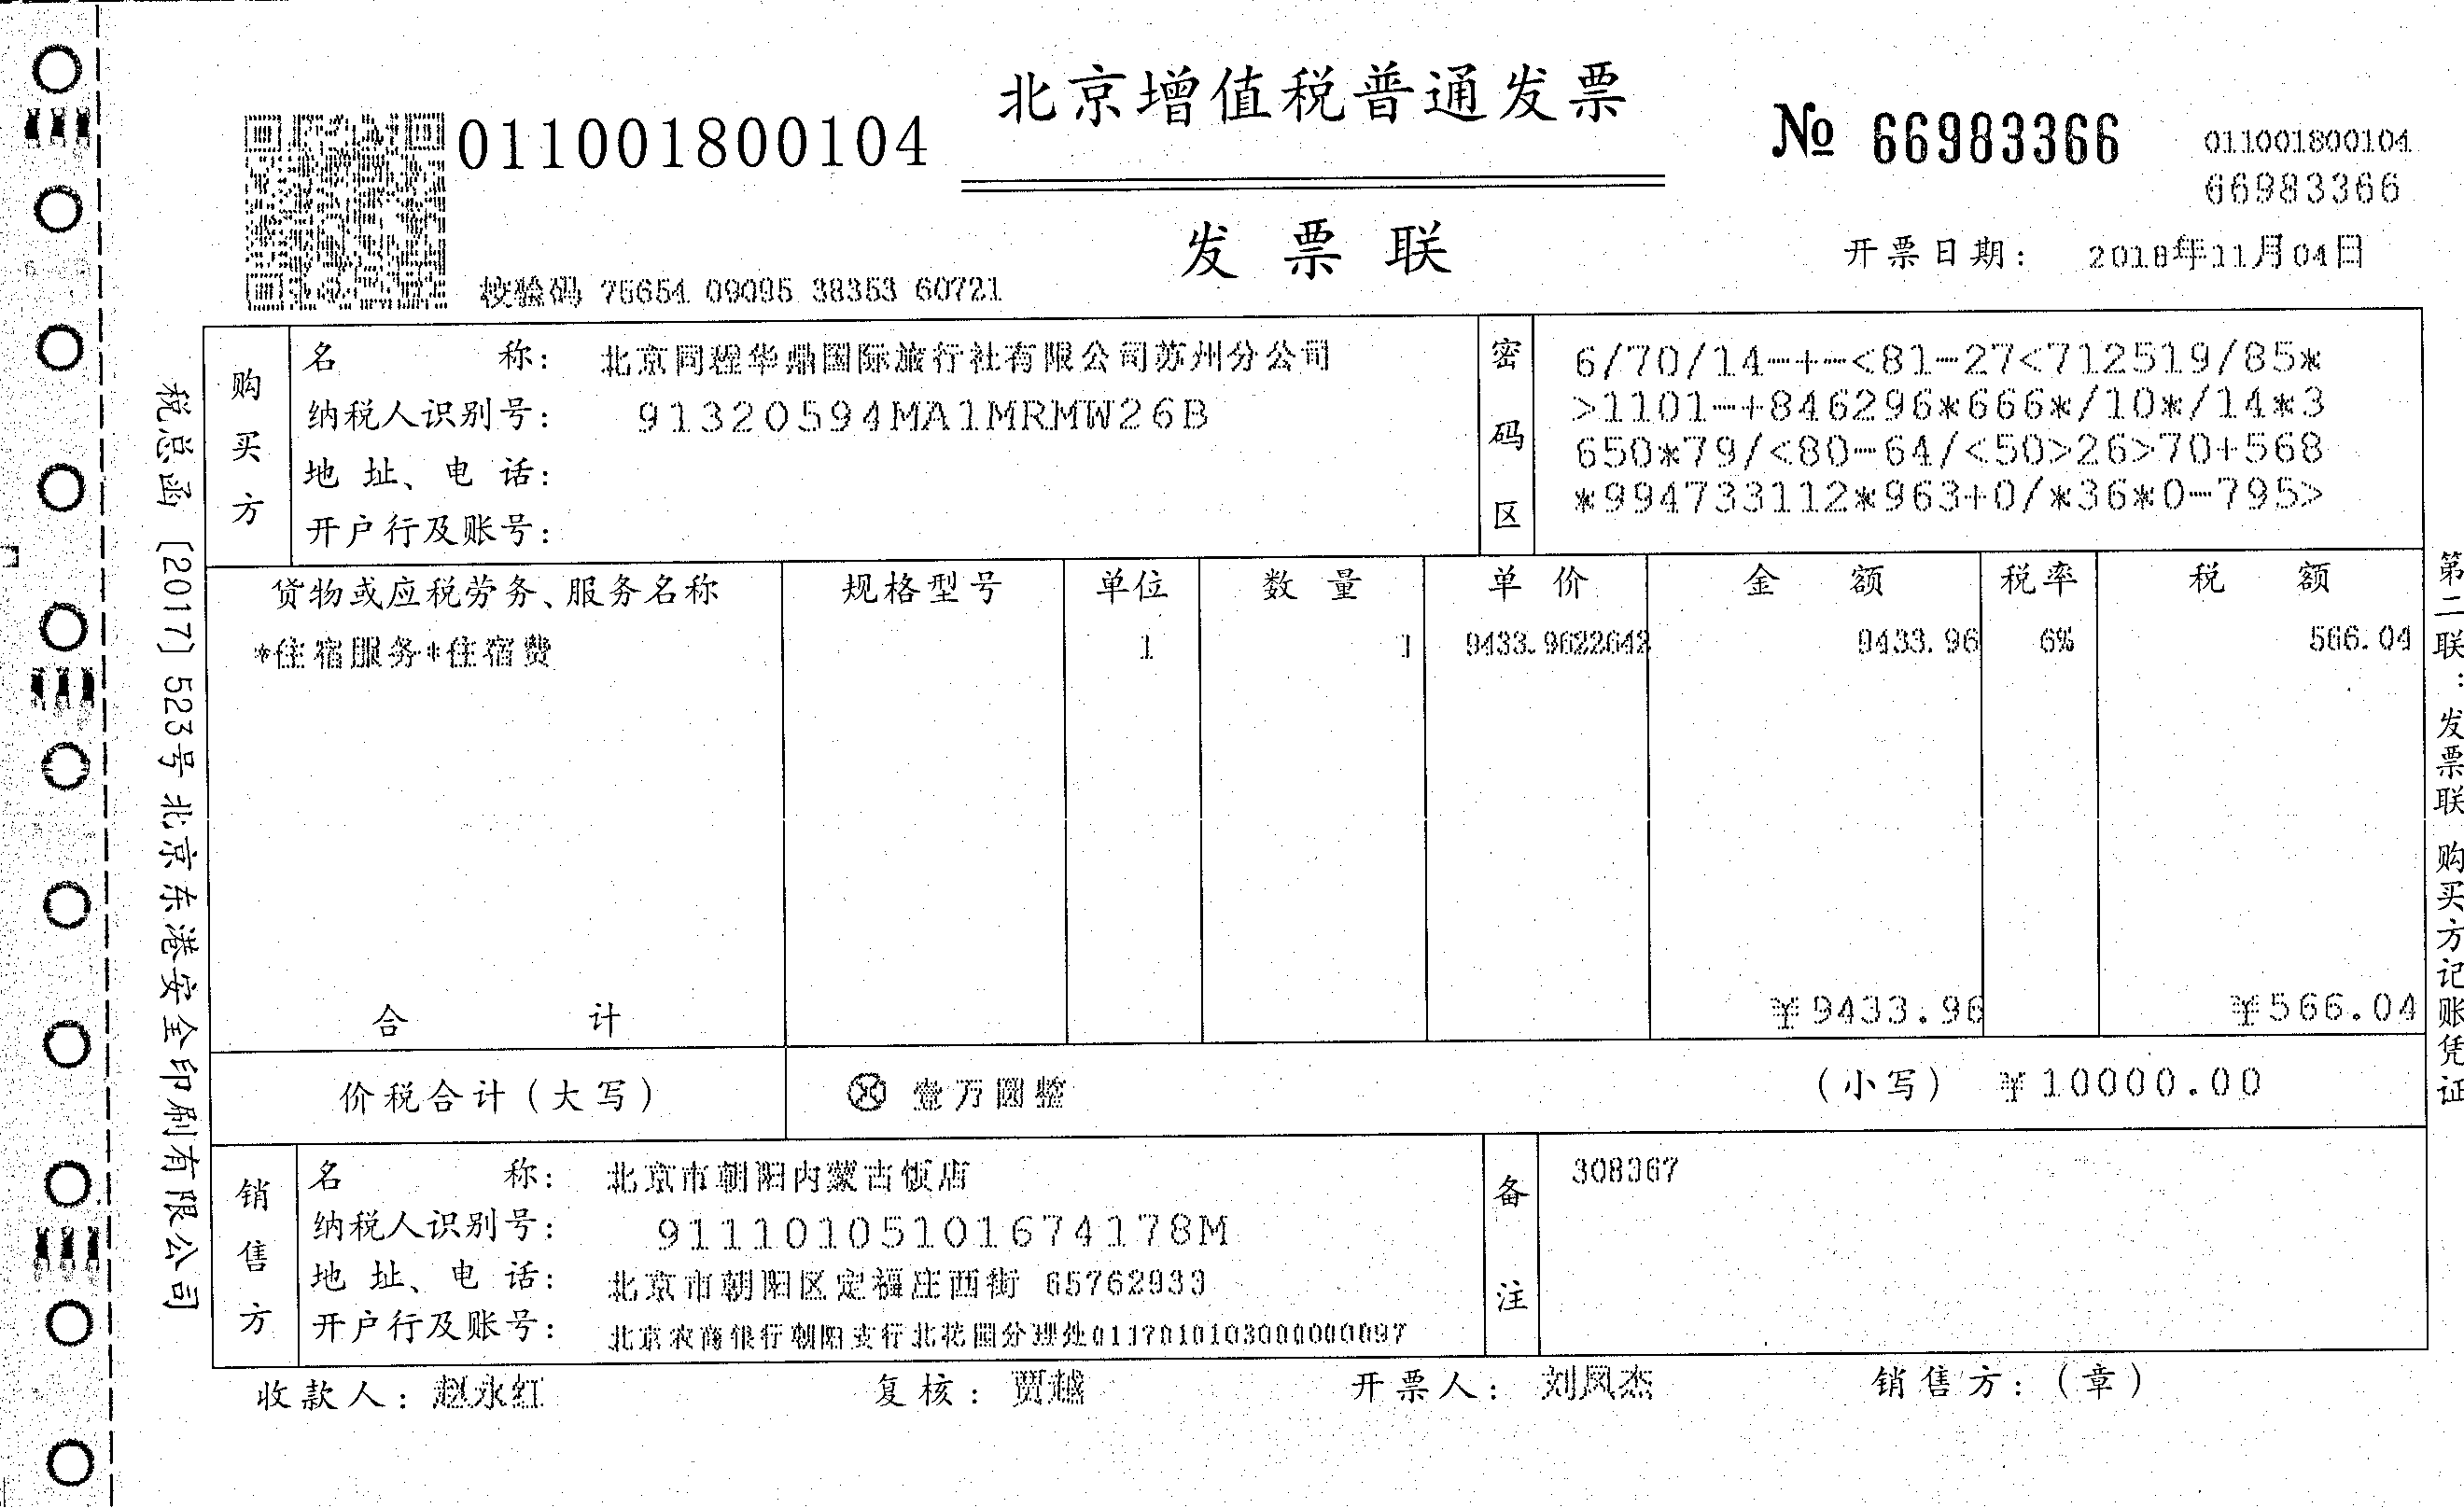 北京增值税普通发票
011001800104
№ 66983366
011001800104
66983366
发票联
开票日期: 2018年11月04日
校验码 75654 09095 38353 60721
购买方
名称: 北京同程华鼎国际旅行社有限公司苏州分公司
纳税人识别号: 91320594MA1MRMW26B
地址、电话:
开户行及账号:
密码区
6/70/14-+-<81-27<712519/85*
>1101-+846296*666*/10*/14*3
650*79/<80-64/<50>26>70+568
*994733112*963+0/*36*0-795>
货物或应税劳务、服务名称 规格型号 单位 数量 单价 金额 税率 税额
*住宿服务*住宿费 1 1 9433.9622642 9433.96 6% 566.04
合计 ¥9433.96 ¥566.04
价税合计(大写) ⊗ 壹万圆整 (小写) ¥10000.00
销售方
名称: 北京市朝阳内蒙古饭店
纳税人识别号: 91110105101674178M
地址、电话: 北京市朝阳区定福庄西街 65762933
开户行及账号: 北京农商银行朝阳支行北花园分理处0117010103000000097
备注
308367
收款人: 赵永红 复核: 贾越 开票人: 刘凤杰 销售方:(章)
税总函[2017]523号北京东港安全印刷有限公司
第二联:发票联 购买方记账凭证